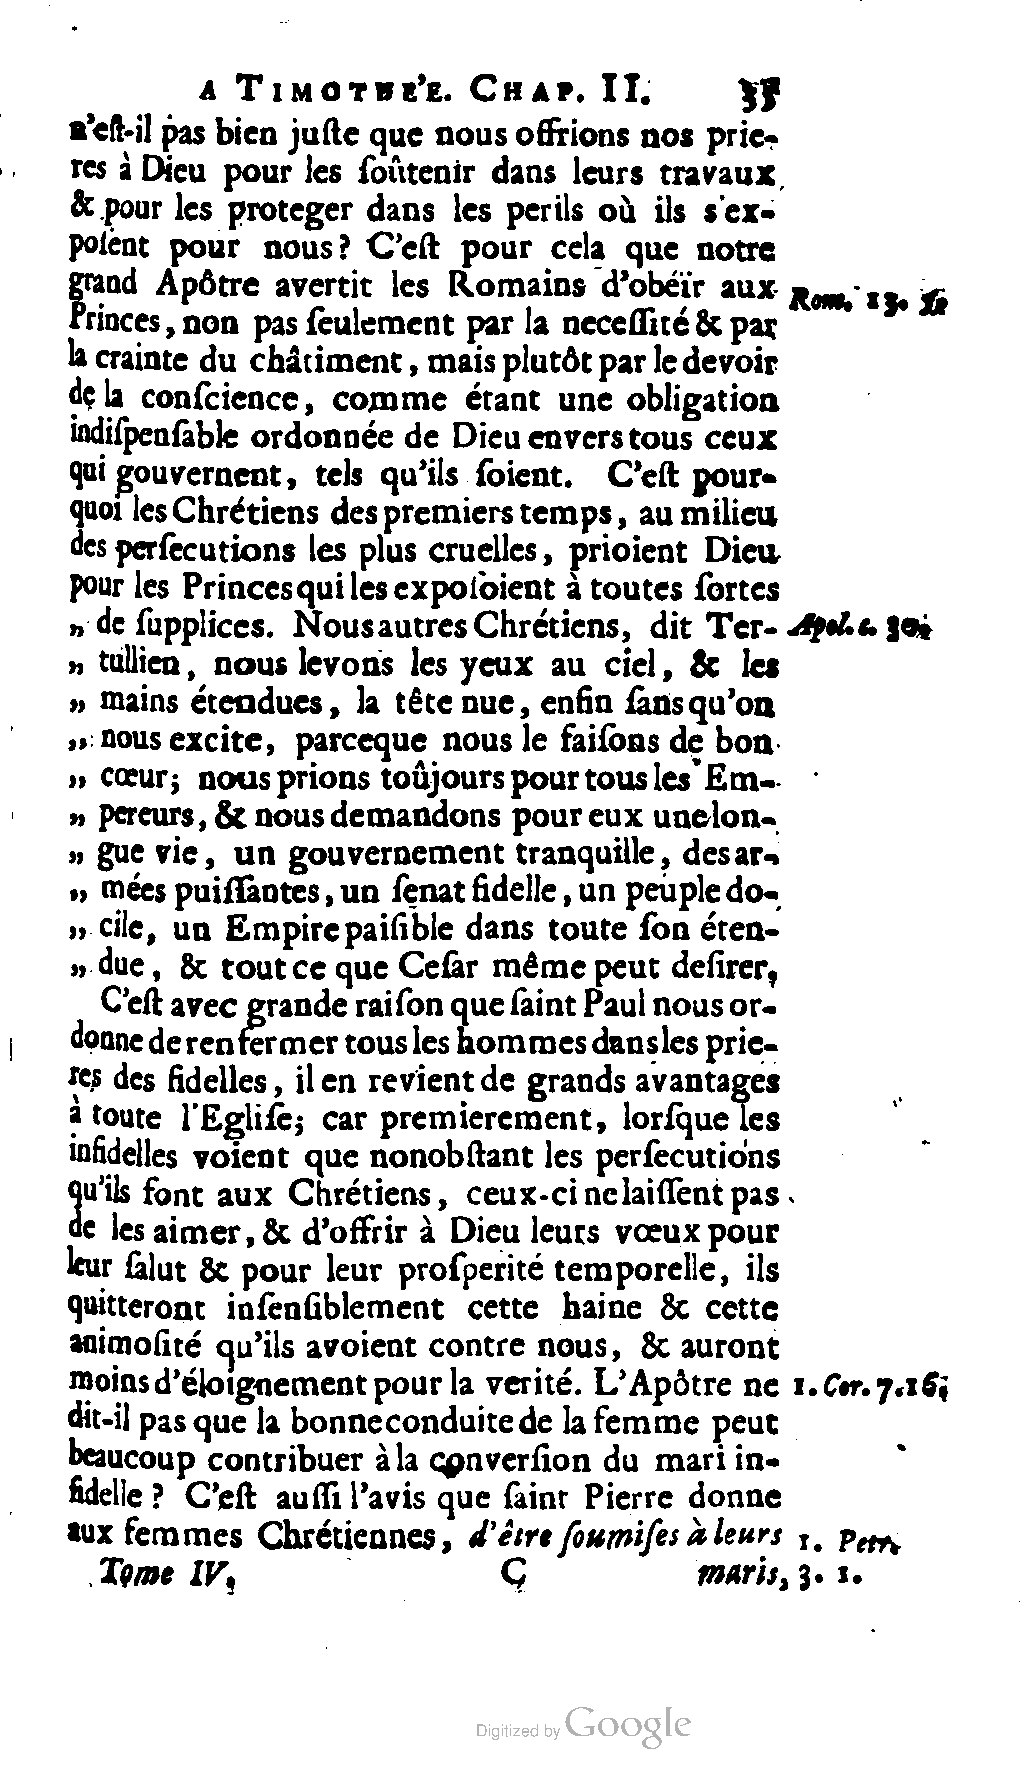 A TIMOTHE'E. CHAP. II. 33
n'eſt-il pas bien juſte que nous offrions nos prie-
res à Dieu pour les ſoûtenir dans leurs travaux,
& pour les proteger dans les perils où ils s'ex-
poſent pour nous? C'eſt pour cela que notre
grand Apôtre avertit les Romains d'obéïr aux Rom. 13.
Princes, non pas ſeulement par la neceſſité & par
la crainte du châtiment, mais plutôt par le devoir
de la conſcience, comme étant une obligation
indiſpenſable ordonnée de Dieu envers tous ceux
qui gouvernent, tels qu'ils ſoient. C'eſt pour-
quoi les Chrétiens des premiers temps, au milieu
des perſecutions les plus cruelles, prioient Dieu
pour les Princes qui les expoſoient à toutes ſortes
„ de ſupplices. Nous autres Chrétiens, dit Ter- Apol. c. 30.
„ tullien, nous levons les yeux au ciel, & les
„ mains étendues, la tête nue, enfin ſans qu'on
„ nous excite, parceque nous le faiſons de bon
„ cœur; nous prions toûjours pour tous les Em-
„ pereurs, & nous demandons pour eux une lon-
„ gue vie, un gouvernement tranquille, des ar-
„ mées puiſſantes, un ſenat fidelle, un peuple do-
„ cile, un Empire paiſible dans toute ſon éten-
„ due, & tout ce que Ceſar même peut deſirer,
C'eſt avec grande raiſon que ſaint Paul nous or-
donne de renfermer tous les hommes dans les prie-
res des fidelles, il en revient de grands avantages
à toute l'Egliſe; car premierement, lorſque les
infidelles voient que nonobſtant les perſecutions
qu'ils font aux Chrétiens, ceux-ci ne laiſſent pas
de les aimer, & d'offrir à Dieu leurs vœux pour
leur ſalut & pour leur proſperité temporelle, ils
quitteront inſenſiblement cette haine & cette
animoſité qu'ils avoient contre nous, & auront
moins d'éloignement pour la verité. L'Apôtre ne 1. Cor. 7. 16.
dit-il pas que la bonne conduite de la femme peut
beaucoup contribuer à la converſion du mari in-
fidelle? C'eſt auſſi l'avis que ſaint Pierre donne
aux femmes Chrétiennes, d'être ſoumiſes à leurs 1. Petr.
Tome IV. C maris, 3. 1.
Digitized by Google